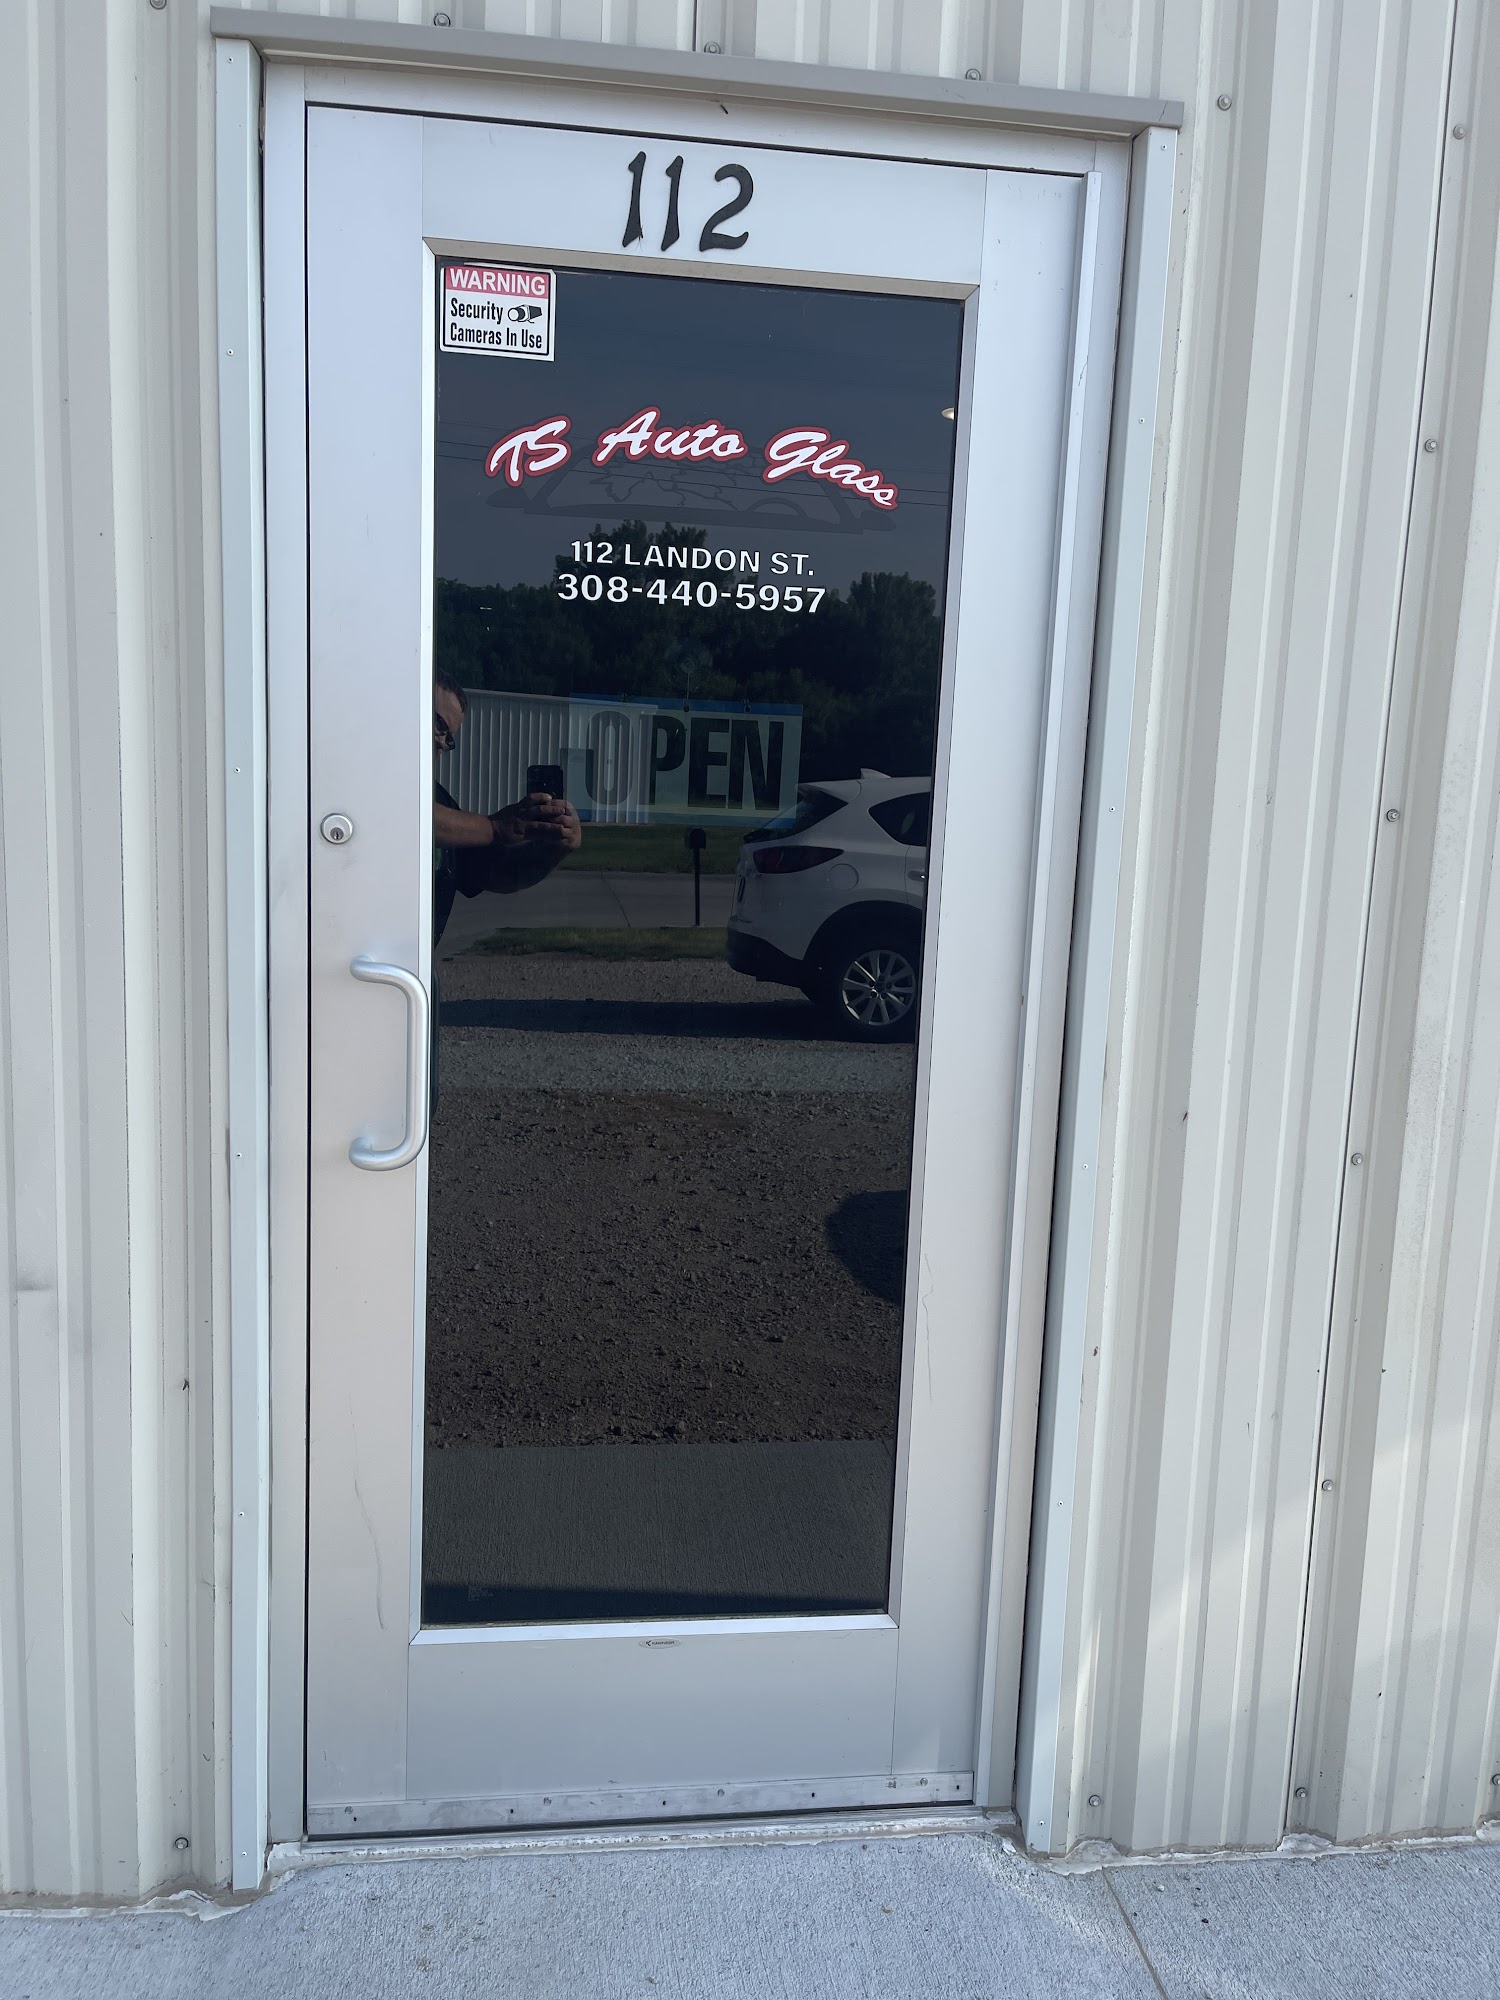 112
WARNING
Security
Cameras In Use
TS Auto Glass
112 LANDON ST.
308-440-5957
OPEN